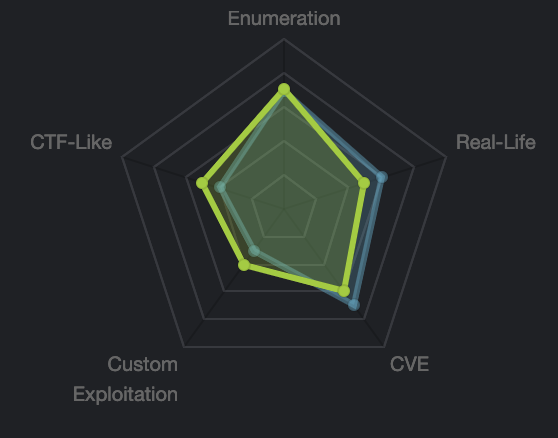 Enumeration
CTF-Like
Real-Life
Custom
Exploitation
CVE